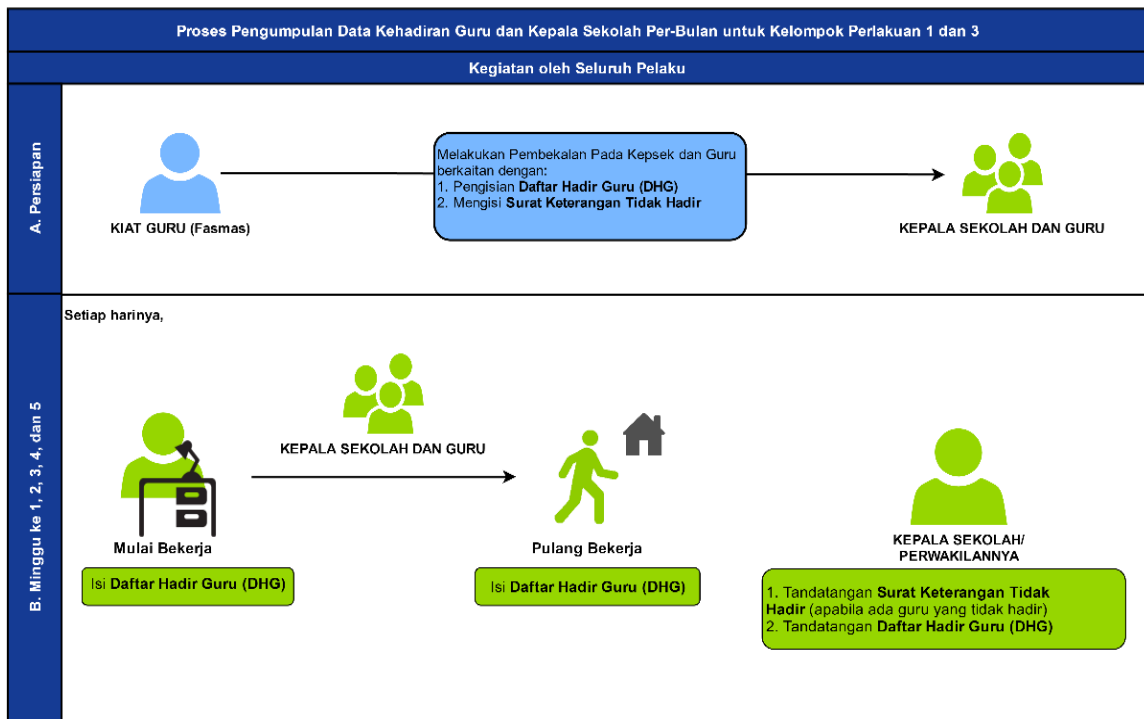 Proses Pengumpulan Data Kehadiran Guru dan Kepala Sekolah Per-Bulan untuk Kelompok Perlakuan 1 dan 3
Kegiatan oleh Seluruh Pelaku
A. Persiapan
KIAT GURU (Fasmas)
Melakukan Pembekalan Pada Kepsek dan Guru
berkaitan dengan:
1. Pengisian Daftar Hadir Guru (DHG)
2. Mengisi Surat Keterangan Tidak Hadir
KEPALA SEKOLAH DAN GURU
B. Minggu ke 1, 2, 3, 4, dan 5
Setiap harinya,
KEPALA SEKOLAH DAN GURU
Mulai Bekerja
Isi Daftar Hadir Guru (DHG)
Pulang Bekerja
Isi Daftar Hadir Guru (DHG)
KEPALA SEKOLAH/
PERWAKILANNYA
1. Tandatangan Surat Keterangan Tidak
Hadir (apabila ada guru yang tidak hadir)
2. Tandatangan Daftar Hadir Guru (DHG)